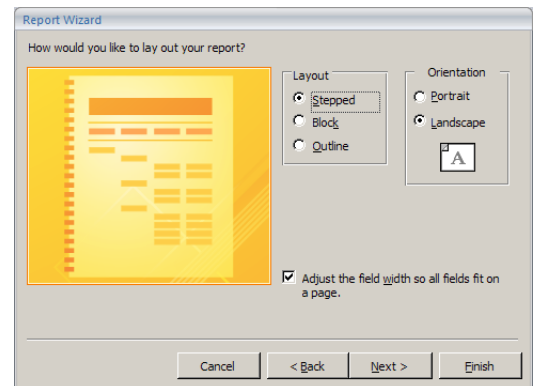 Report Wizard
How would you like to lay out your report?
Layout
Stepped
Block
Outline
Orientation
Portrait
Landscape
A
Adjust the field width so all fields fit on
a page.
Cancel
< Back
Next >
Finish